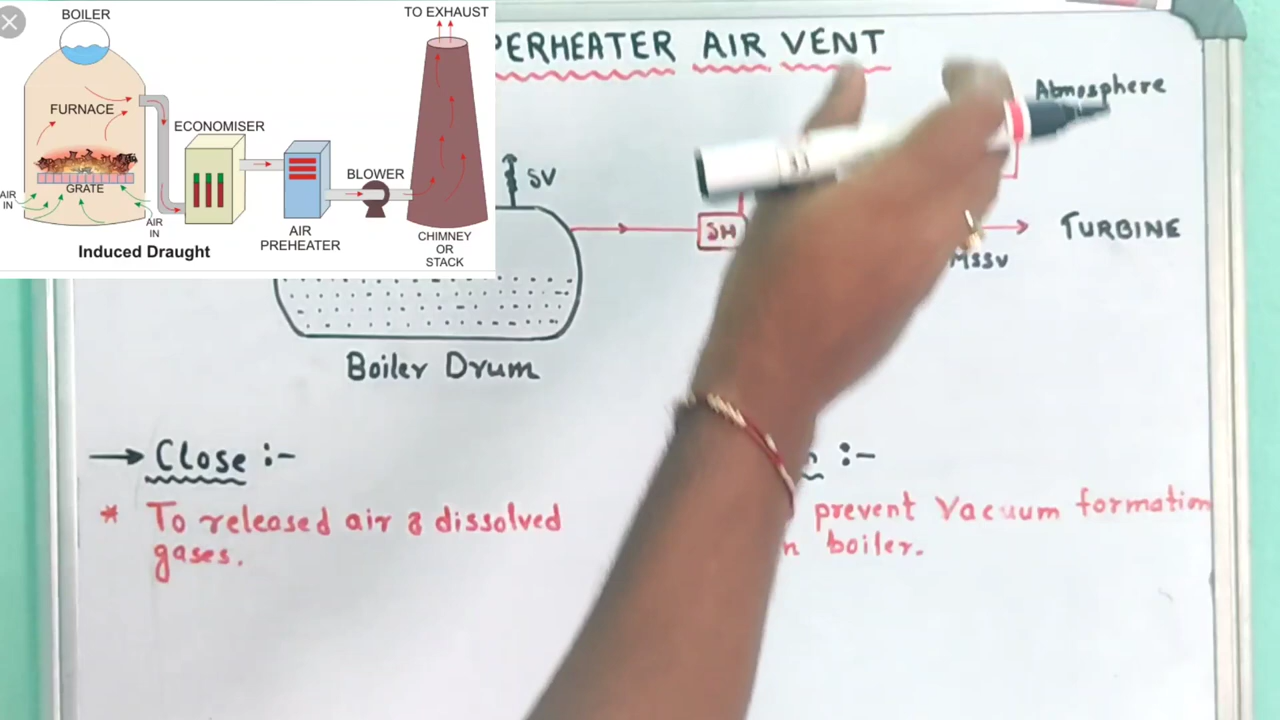 TO EXHAUST
BOILER
FURNACE
ECONOMISER
GRATE
AIR
IN
AIR
IN
AIR
PREHEATER
BLOWER
CHIMNEY
OR
STACK
Induced Draught
PERHEATER AIR VENT
Atmosphere
SV
SH
TURBINE
MSSV
Boiler Drum
→ Close :-
* To released air & dissolved
gases.
:-
prevent Vacuum formation
boiler.